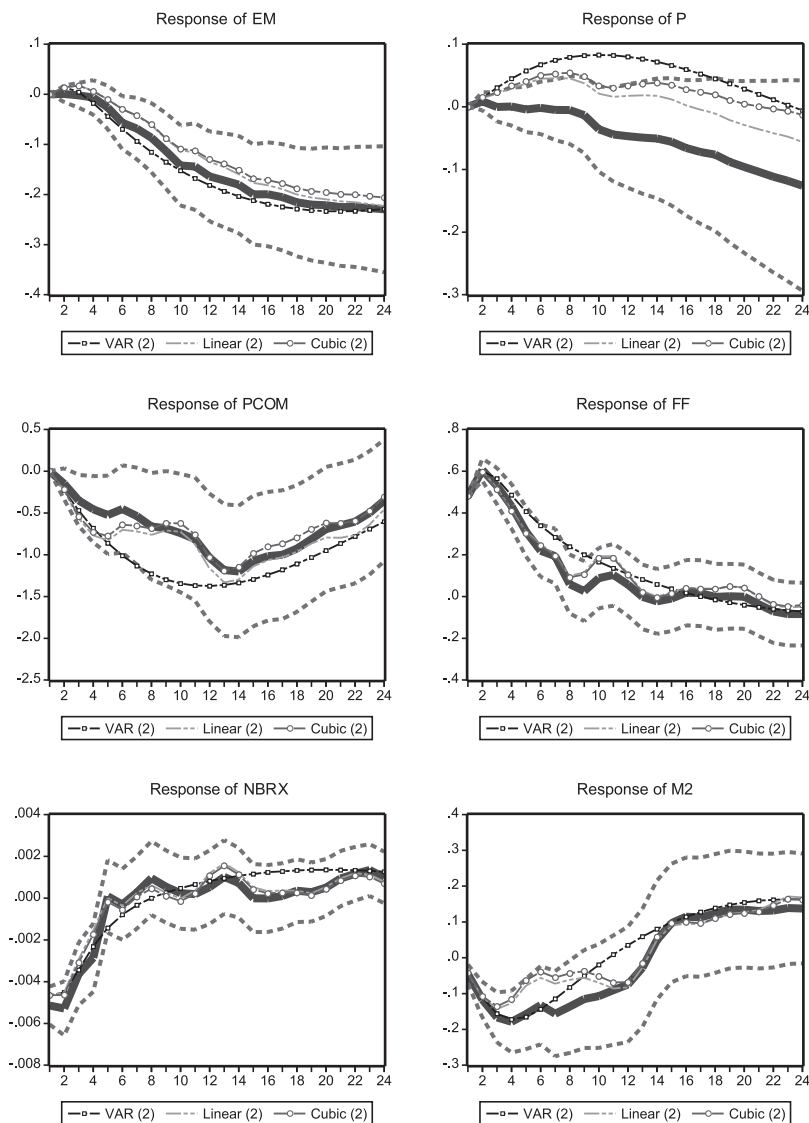 Response of EM
.1
.0
-.1
-.2
-.3
-.4
2 4 6 8 10 12 14 16 18 20 22 24
VAR (2) Linear (2) Cubic (2)
Response of P
.1
.0
-.1
-.2
-.3
2 4 6 8 10 12 14 16 18 20 22 24
VAR (2) Linear (2) Cubic (2)
Response of PCOM
0.5
0.0
-0.5
-1.0
-1.5
-2.0
-2.5
2 4 6 8 10 12 14 16 18 20 22 24
VAR (2) Linear (2) Cubic (2)
Response of FF
.8
.6
.4
.2
.0
-.2
-.4
2 4 6 8 10 12 14 16 18 20 22 24
VAR (2) Linear (2) Cubic (2)
Response of NBRX
.004
.002
.000
-.002
-.004
-.006
-.008
2 4 6 8 10 12 14 16 18 20 22 24
VAR (2) Linear (2) Cubic (2)
Response of M2
.4
.3
.2
.1
.0
-.1
-.2
-.3
2 4 6 8 10 12 14 16 18 20 22 24
VAR (2) Linear (2) Cubic (2)